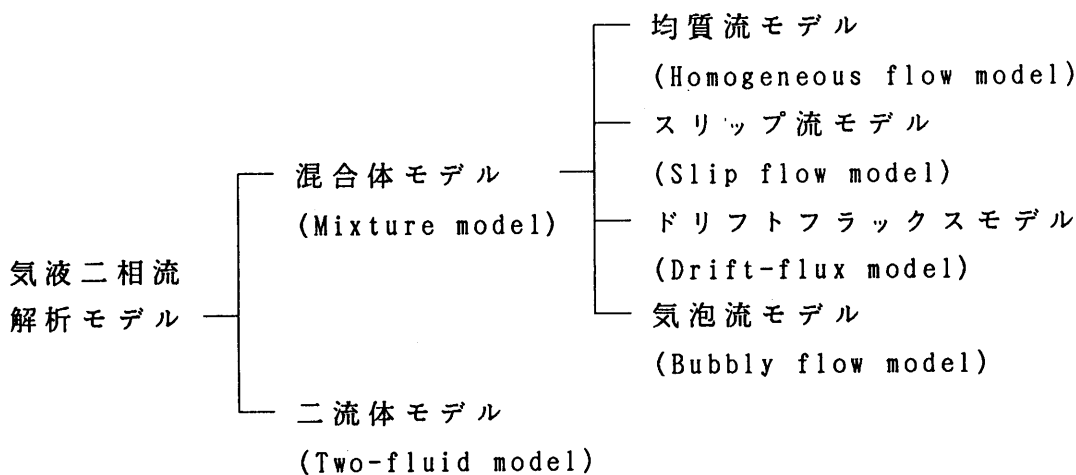 均質流モデル
(Homogeneous flow model)
スリップ流モデル
(Slip flow model)
混合体モデル
(Mixture model)
ドリフトフラックスモデル
(Drift-flux model)
気液二相流
解析モデル
気泡流モデル
(Bubbly flow model)
二流体モデル
(Two-fluid model)